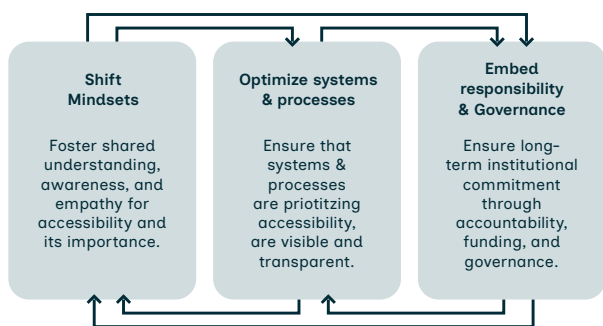 Shift
Mindsets
Foster shared
understanding,
awareness, and
empathy for
accessibility and
its importance.
Optimize systems
& processes
Ensure that
systems &
processes
are priotitzing
accessibility,
are visible and
transparent.
Embed
responsibility
& Governance
Ensure long-
term institutional
commitment
through
accountability,
funding, and
governance.